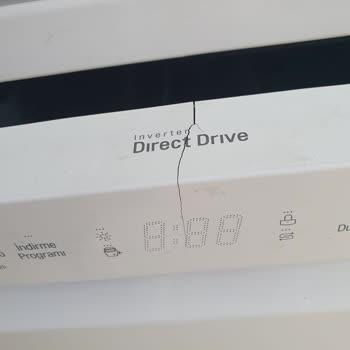 Inverter
Direct Drive
İndirme
Programı
8:88